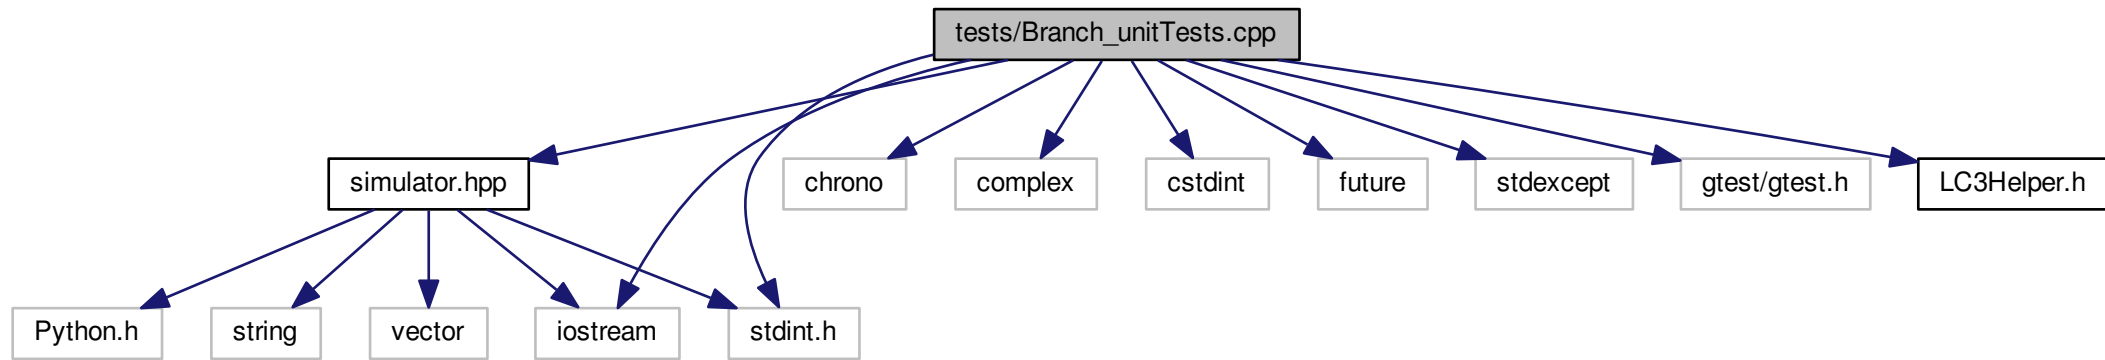 tests/Branch_unitTests.cpp
simulator.hpp
chrono
complex
cstdint
future
stdexcept
gtest/gtest.h
LC3Helper.h
Python.h
string
vector
iostream
stdint.h